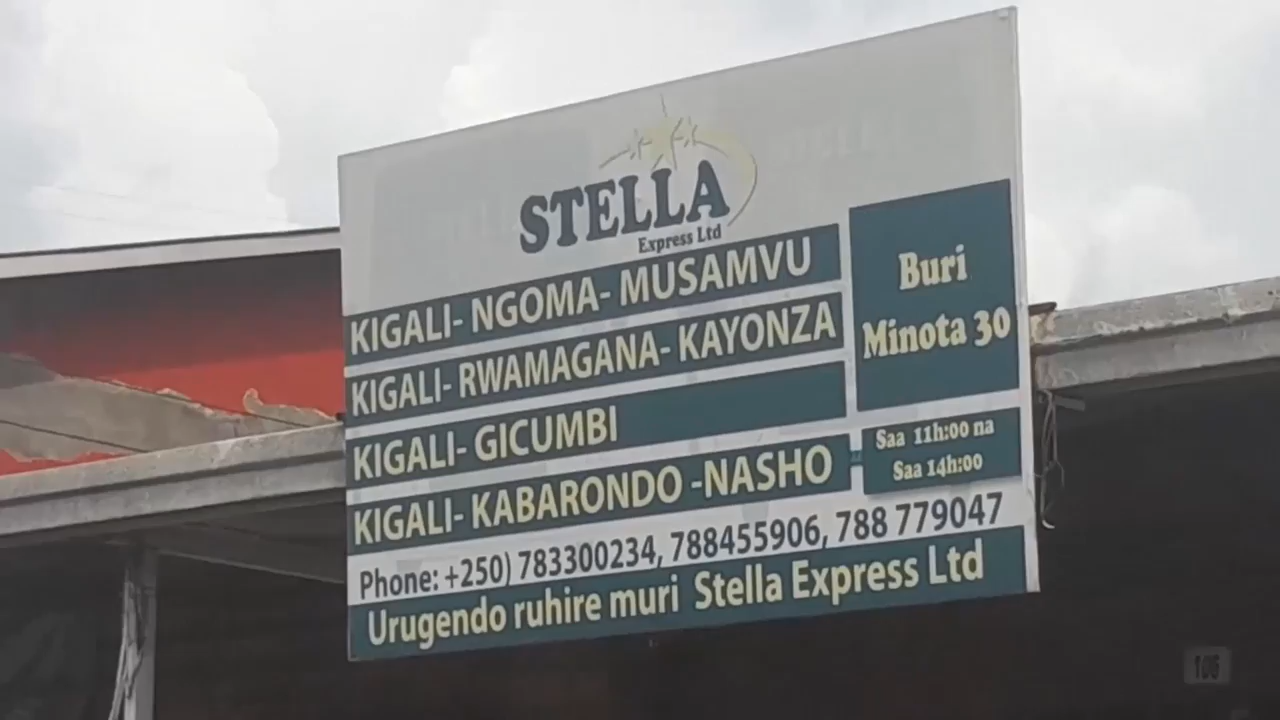 STELLA
Express Ltd
KIGALI- NGOMA- MUSAMVU
KIGALI- RWAMAGANA- KAYONZA
KIGALI- GICUMBI
KIGALI- KABARONDO -NASHO
Buri
Minota 30
Saa 11h:00 na
Saa 14h:00
Phone: +250) 783300234, 788455906, 788 779047
Urugendo ruhire muri Stella Express Ltd